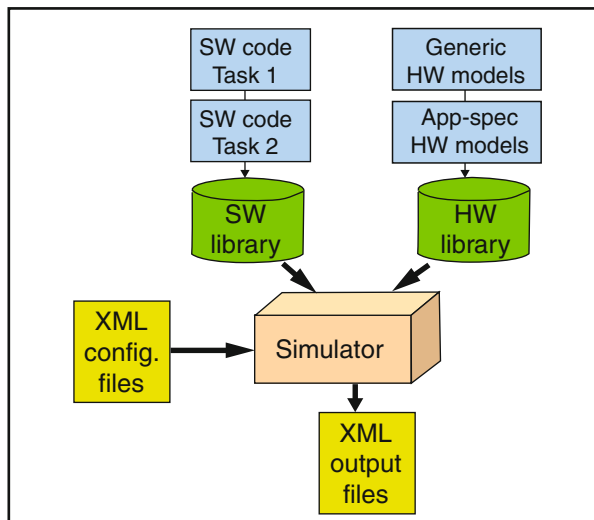 SW code
Task 1
Generic
HW models
SW code
Task 2
App-spec
HW models
SW
library
HW
library
XML
config.
files
Simulator
XML
output
files